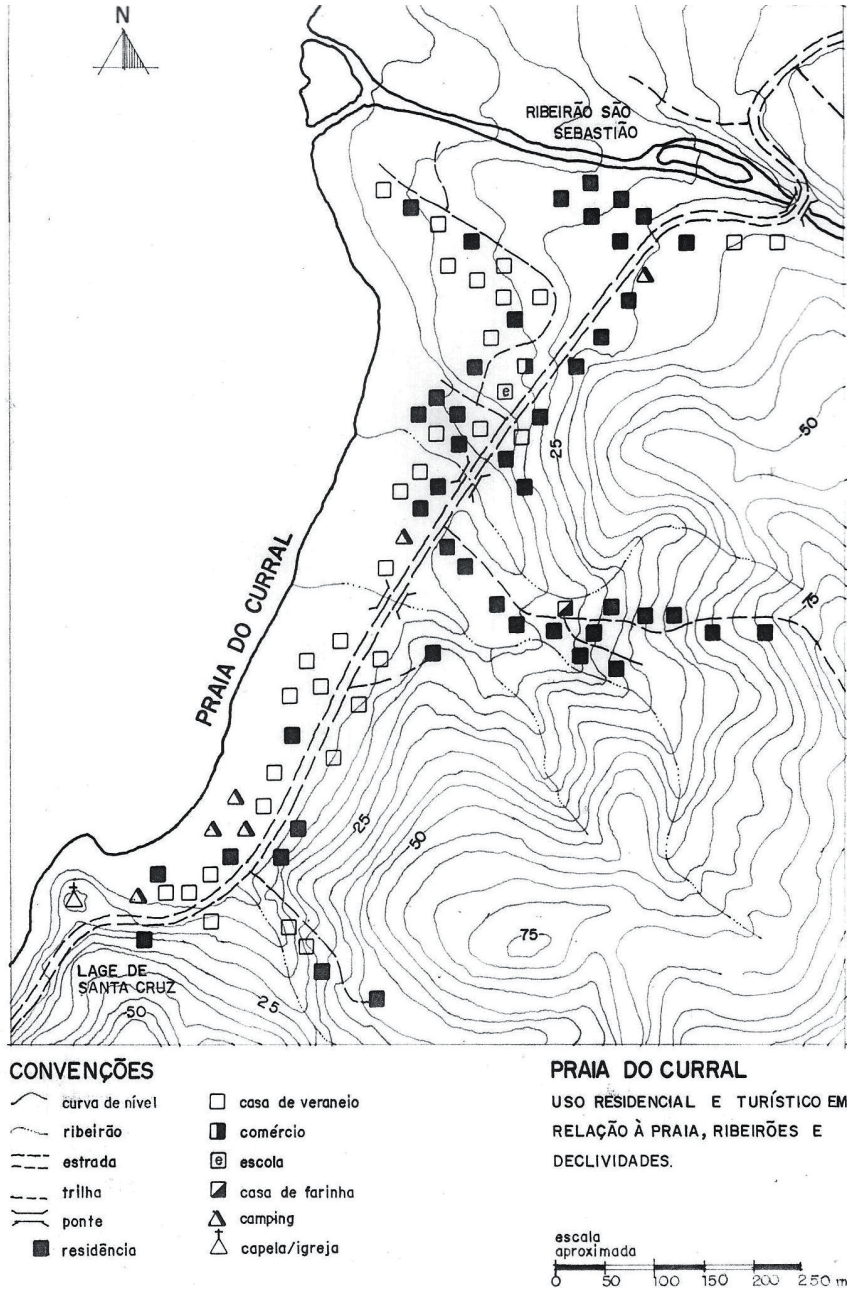 N
RIBEIRÃO SÃO
SEBASTIÃO
50
25
PRAIA DO CURRAL
75
25
50
75
LAGE DE
SANTA CRUZ
25
50
CONVENÇÕES
curva de nível
ribeirão
estrada
trilha
ponte
residência
casa de veraneio
comércio
e escola
casa de farinha
camping
capela/igreja
PRAIA DO CURRAL
USO RESIDENCIAL E TURÍSTICO EM
RELAÇÃO À PRAIA, RIBEIRÕES E
DECLIVIDADES.
escala
aproximada
0 50 100 150 200 250 m
e